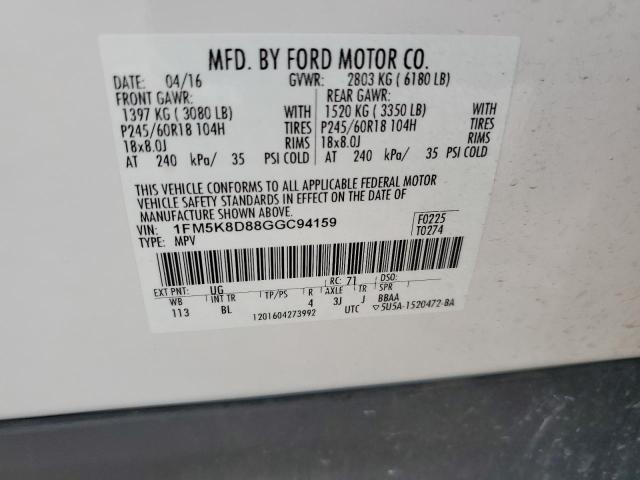 MFD. BY FORD MOTOR CO.
DATE: 04/16 GVWR: 2803 KG ( 6180 LB)
FRONT GAWR: REAR GAWR:
1397 KG ( 3080 LB) WITH 1520 KG ( 3350 LB) WITH
P245/60R18 104H TIRES P245/60R18 104H TIRES
18x8.0J RIMS 18x8.0J RIMS
AT 240 kPa/ 35 PSI COLD AT 240 kPa/ 35 PSI COLD
THIS VEHICLE CONFORMS TO ALL APPLICABLE FEDERAL MOTOR
VEHICLE SAFETY STANDARDS IN EFFECT ON THE DATE OF
MANUFACTURE SHOWN ABOVE.
VIN: 1FM5K8D88GGC94159 F0225
TYPE: MPV T0274
EXT PNT: UG RC: 71 DSO:
WB INT TR TP/PS R AXLE TR SPR
113 BL 4 3J J BBAA
1201604273992 UTC ▽5U5A-1520472-BA